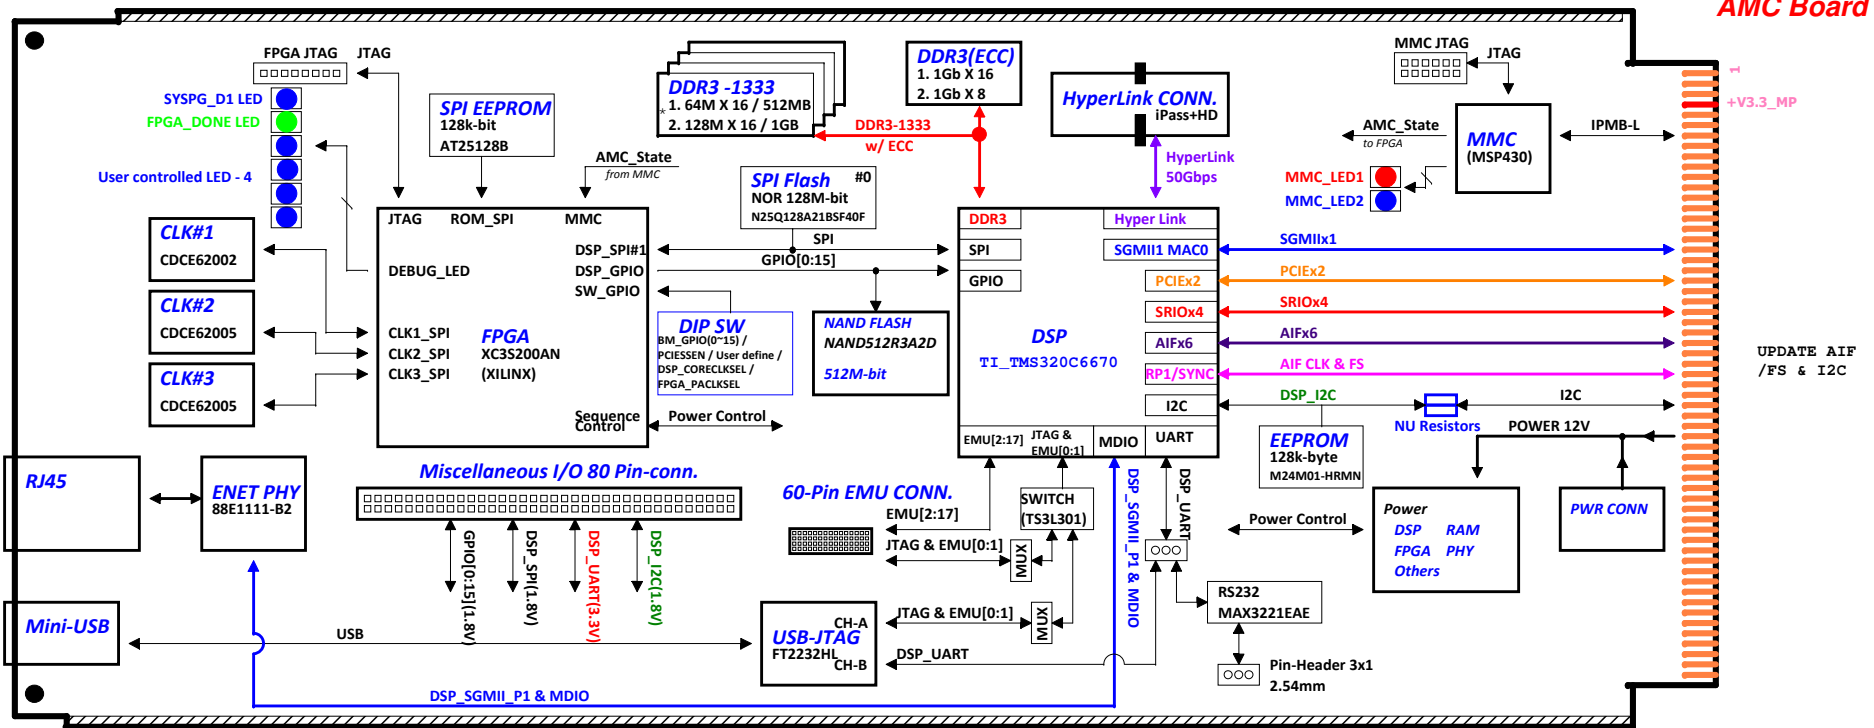 AMC Board
FPGA JTAG
JTAG
SYSPG_D1 LED
FPGA_DONE LED
User controlled LED - 4
SPI EEPROM
128k-bit
AT25128B
DDR3 -1333
1. 64M X 16 / 512MB
*
2. 128M X 16 / 1GB
DDR3(ECC)
1. 1Gb X 16
2. 1Gb X 8
DDR3-1333
w/ ECC
HyperLink CONN.
iPass+HD
HyperLink
50Gbps
MMC JTAG
JTAG
1
+V3.3_MP
AMC_State
to FPGA
MMC
(MSP430)
IPMB-L
MMC_LED1
MMC_LED2
AMC_State
from MMC
SPI Flash
#0
NOR 128M-bit
N25Q128A21BSF40F
CLK#1
CDCE62002
CLK#2
CDCE62005
CLK#3
CDCE62005
JTAG
ROM_SPI
MMC
DSP_SPI#1
DEBUG_LED
DSP_GPIO
SW_GPIO
CLK1_SPI
CLK2_SPI
CLK3_SPI
FPGA
XC3S200AN
(XILINX)
Sequence
Control
Power Control
SPI
GPIO[0:15]
DIP SW
BM_GPIO(0~15) /
PCIESSEN / User define /
DSP_CORECLKSEL /
FPGA_PACLKSEL
NAND FLASH
NAND512R3A2D
512M-bit
DDR3
Hyper Link
SPI
SGMII1 MAC0
GPIO
PCIEx2
SRIOx4
DSP
AIFx6
TI_TMS320C6670
RP1/SYNC
I2C
EMU[2:17]
JTAG &
EMU[0:1]
MDIO
UART
SGMIIx1
PCIEx2
SRIOx4
AIFx6
AIF CLK & FS
DSP_I2C
I2C
NU Resistors
POWER 12V
UPDATE AIF
/FS & I2C
EEPROM
128k-byte
M24M01-HRMN
RJ45
ENET PHY
88E1111-B2
Miscellaneous I/O 80 Pin-conn.
GPIO[0:15](1.8V)
DSP_SPI(1.8V)
DSP_UART(3.3V)
DSP_I2C(1.8V)
60-Pin EMU CONN.
EMU[2:17]
JTAG & EMU[0:1]
SWITCH
(TS3L301)
MUX
DSP_SGMII_P1 & MDIO
DSP_UART
Power Control
Power
DSP RAM
FPGA PHY
Others
PWR CONN
Mini-USB
USB
USB-JTAG
FT2232HL
CH-A
CH-B
JTAG & EMU[0:1]
MUX
DSP_UART
RS232
MAX3221EAE
Pin-Header 3x1
2.54mm
DSP_SGMII_P1 & MDIO